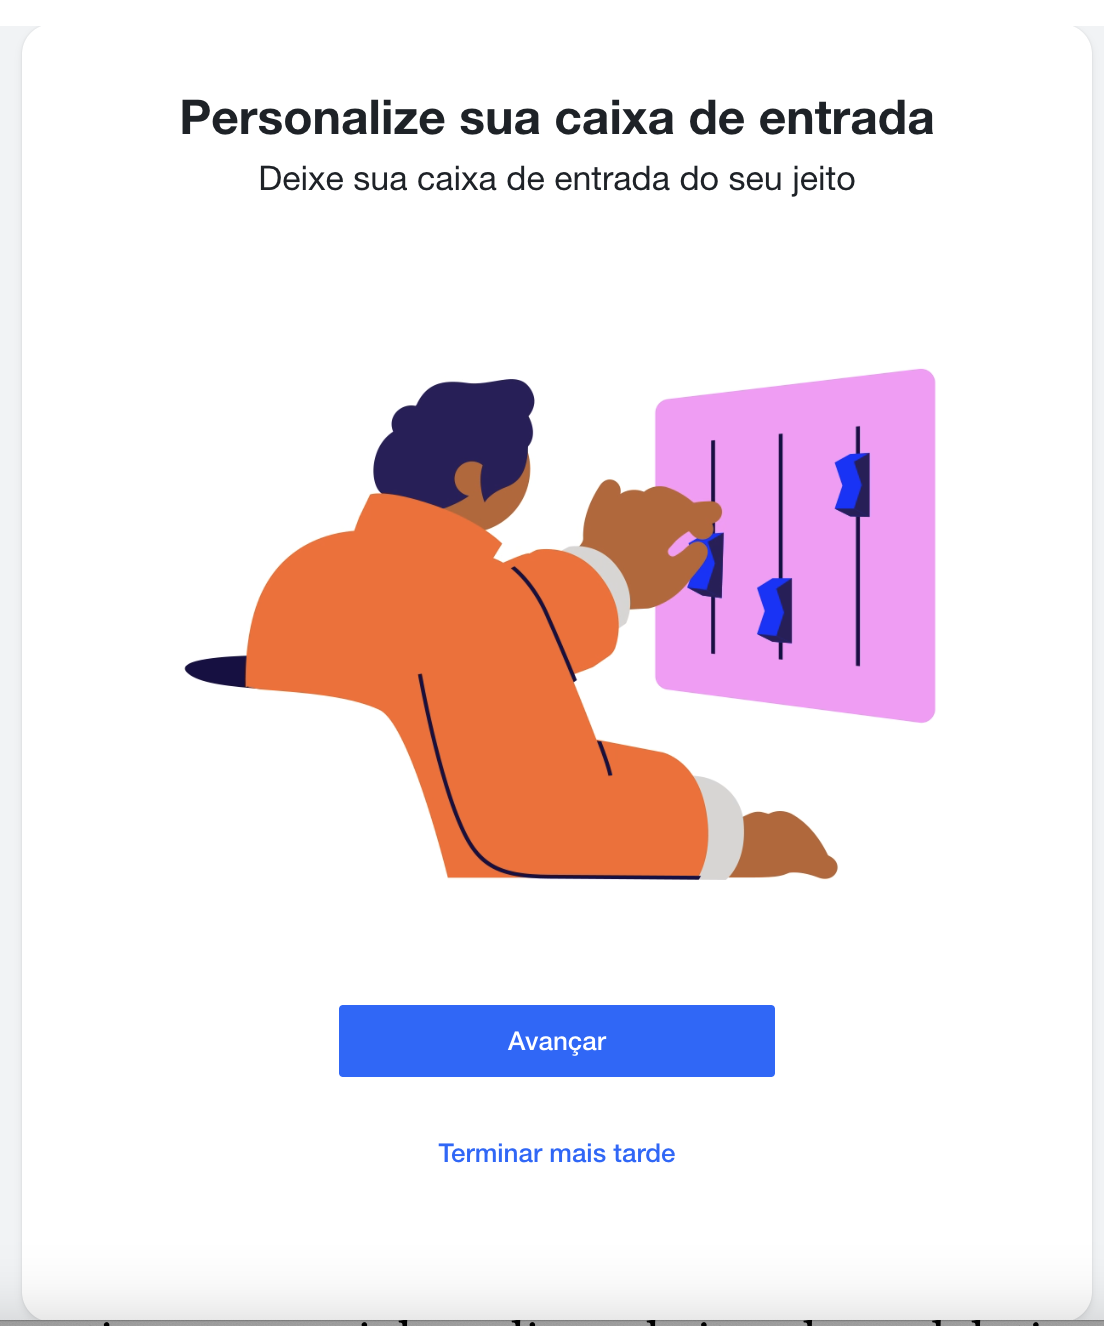 Personalize sua caixa de entrada
Deixe sua caixa de entrada do seu jeito
Avançar
Terminar mais tarde